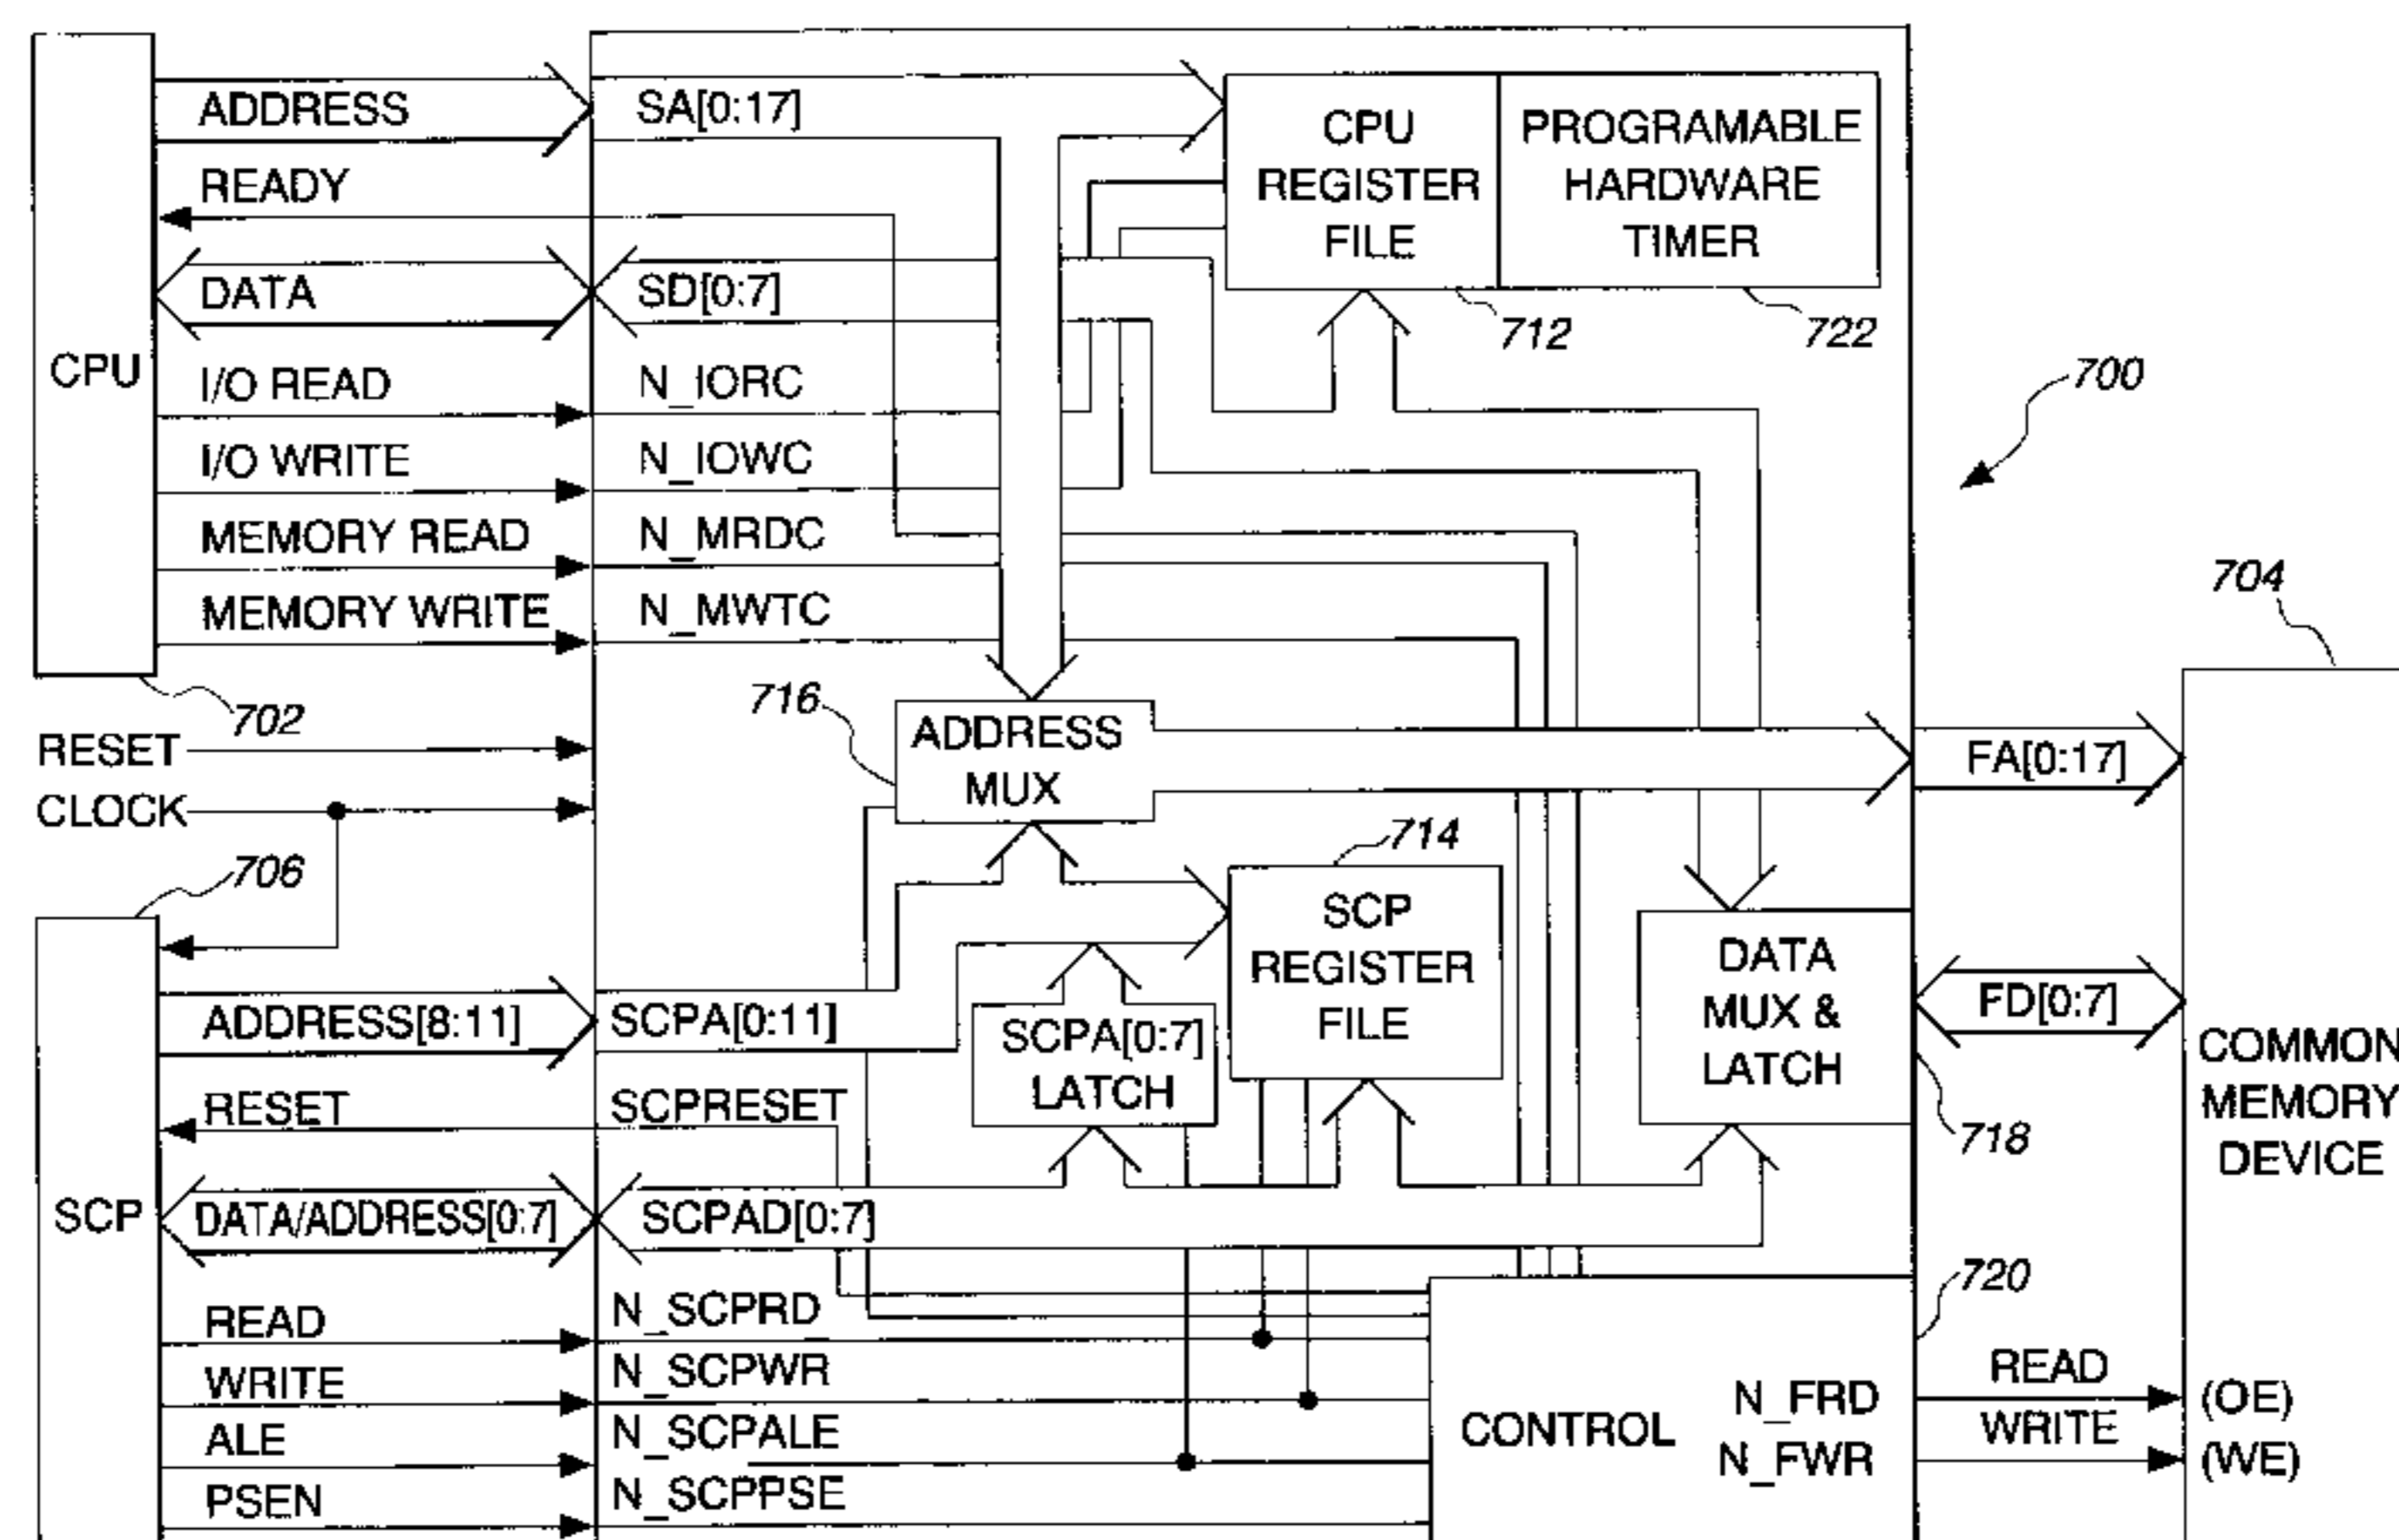 ADDRESS
SA[0:17]
READY
DATA
SD[0:7]
CPU
I/O READ
N_IORC
I/O WRITE
N_IOWC
MEMORY READ
N_MRDC
MEMORY WRITE
N_MWTC
702
RESET
CLOCK
CPU
REGISTER
FILE
712
PROGRAMABLE
HARDWARE
TIMER
722
700
704
716
ADDRESS
MUX
FA[0:17]
706
714
SCP
REGISTER
FILE
DATA
MUX &
LATCH
718
FD[0:7]
COMMON
MEMORY
DEVICE
ADDRESS[8:11]
SCPA[0:11]
SCPA[0:7]
LATCH
RESET
SCPRESET
SCP
DATA/ADDRESS[0:7]
SCPAD[0:7]
READ
N_SCPRD
WRITE
N_SCPWR
ALE
N_SCPALE
PSEN
N_SCPPSE
720
CONTROL
N_FRD
N_FWR
READ
(OE)
WRITE
(WE)